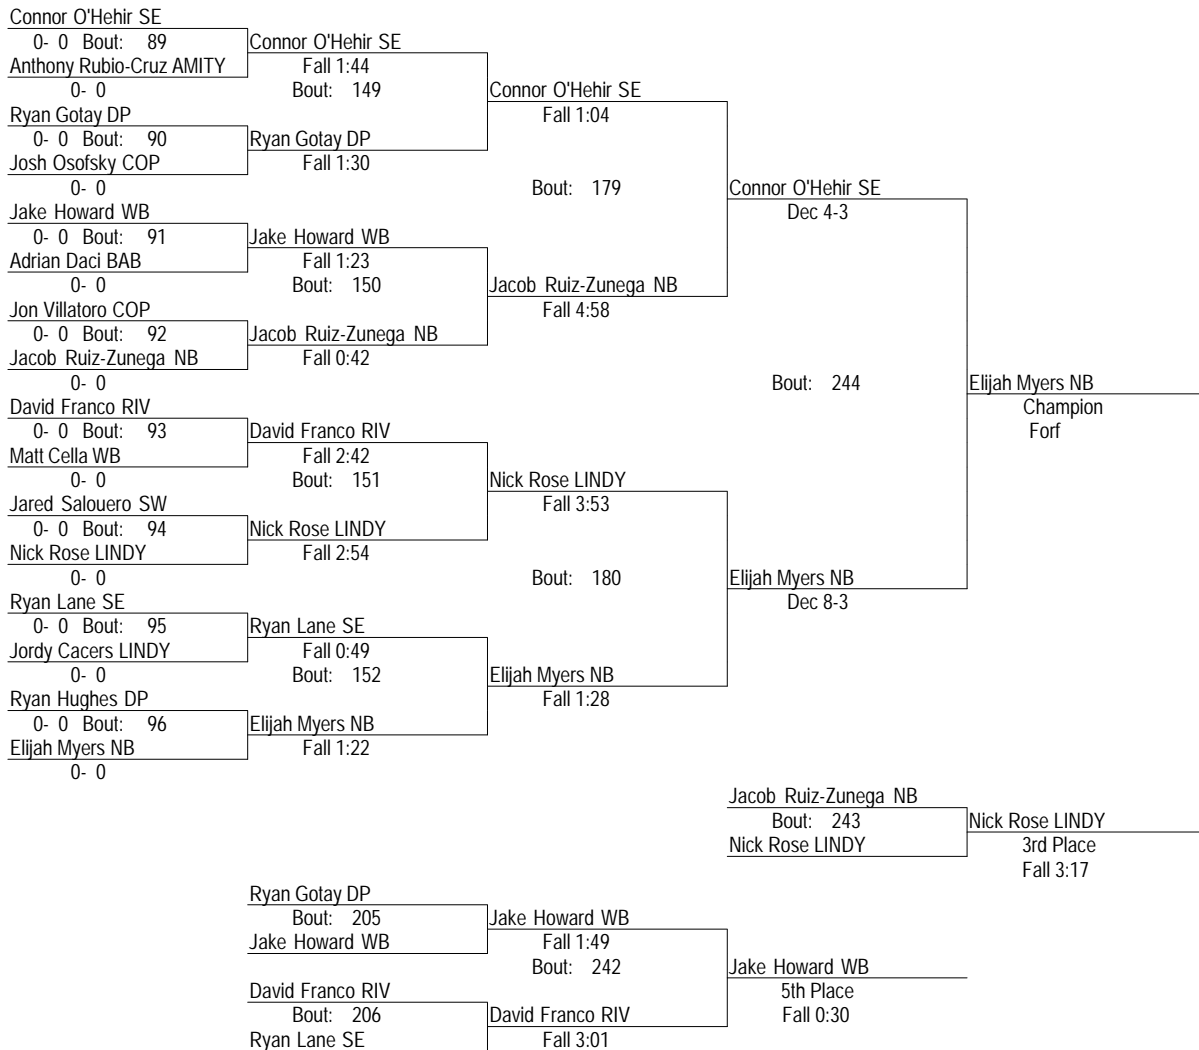 Connor O'Hehir SE
0- 0 Bout: 89
Anthony Rubio-Cruz AMITY
0- 0
Ryan Gotay DP
0- 0 Bout: 90
Josh Osofsky COP
0- 0
Jake Howard WB
0- 0 Bout: 91
Adrian Daci BAB
0- 0
Jon Villatoro COP
0- 0 Bout: 92
Jacob Ruiz-Zunega NB
0- 0
David Franco RIV
0- 0 Bout: 93
Matt Cella WB
0- 0
Jared Salouero SW
0- 0 Bout: 94
Nick Rose LINDY
0- 0
Ryan Lane SE
0- 0 Bout: 95
Jordy Cacers LINDY
0- 0
Ryan Hughes DP
0- 0 Bout: 96
Elijah Myers NB
0- 0
Connor O'Hehir SE
Fall 1:44
Bout: 149
Ryan Gotay DP
Fall 1:30
Jake Howard WB
Fall 1:23
Bout: 150
Jacob Ruiz-Zunega NB
Fall 0:42
David Franco RIV
Fall 2:42
Bout: 151
Nick Rose LINDY
Fall 2:54
Ryan Lane SE
Fall 0:49
Bout: 152
Elijah Myers NB
Fall 1:22
Connor O'Hehir SE
Fall 1:04
Bout: 179
Jacob Ruiz-Zunega NB
Fall 4:58
Nick Rose LINDY
Fall 3:53
Bout: 180
Elijah Myers NB
Fall 1:28
Connor O'Hehir SE
Dec 4-3
Bout: 244
Elijah Myers NB
Dec 8-3
Elijah Myers NB
Champion
Forf
Jacob Ruiz-Zunega NB
Bout: 243
Nick Rose LINDY
Nick Rose LINDY
3rd Place
Fall 3:17
Ryan Gotay DP
Bout: 205
Jake Howard WB
David Franco RIV
Bout: 206
Ryan Lane SE
Jake Howard WB
Fall 1:49
Bout: 242
David Franco RIV
Fall 3:01
Jake Howard WB
5th Place
Fall 0:30